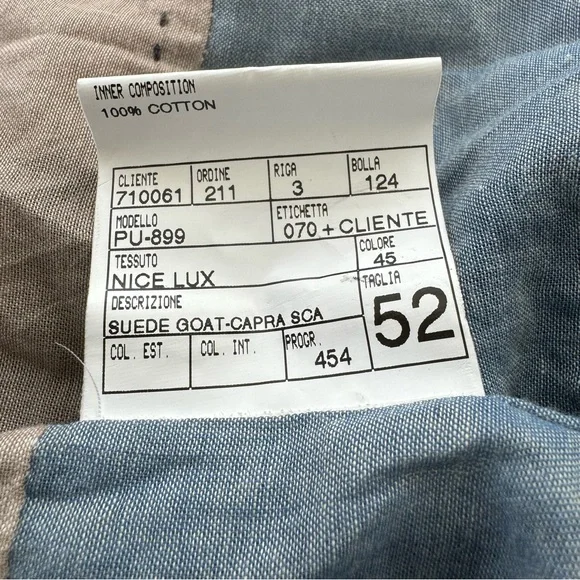 INNER COMPOSITION
100% COTTON
CLIENTE ORDINE RIGA BOLLA
710061 211 3 124
MODELLO ETICHETTA
PU-899 070 + CLIENTE
TESSUTO COLORE
NICE LUX 45
DESCRIZIONE TAGLIA
SUEDE GOAT-CAPRA SCA 52
COL. EST. COL. INT. PROGR.
454